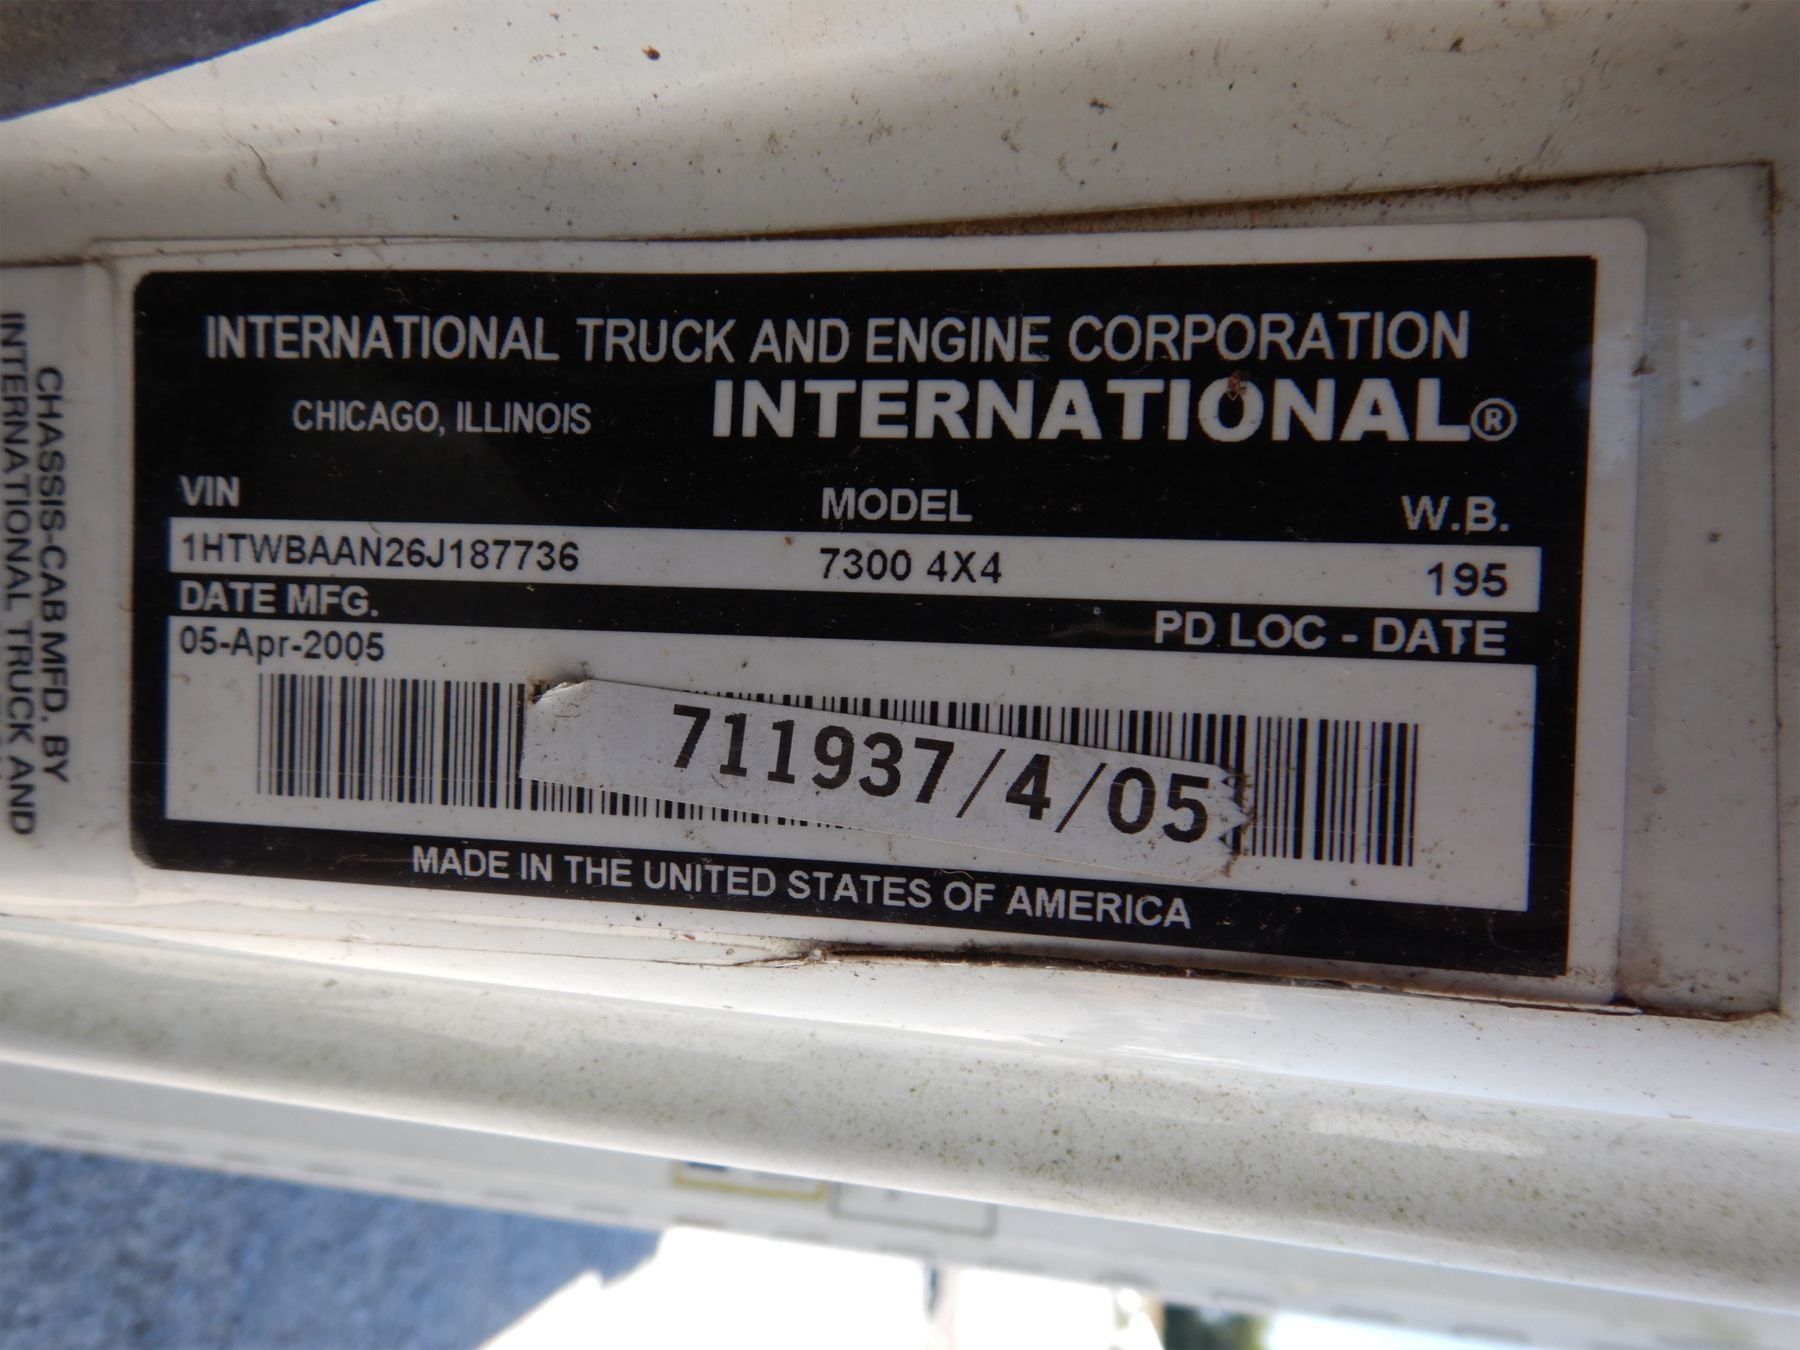 INTERNATIONAL TRUCK AND ENGINE CORPORATION
CHICAGO, ILLINOIS INTERNATIONAL®
VIN MODEL W.B.
1HTWBAAN26J187736 7300 4X4 195
DATE MFG. PD LOC - DATE
05-Apr-2005
711937/4/05
MADE IN THE UNITED STATES OF AMERICA
CHASSIS-CAB MFD. BY
INTERNATIONAL TRUCK AND